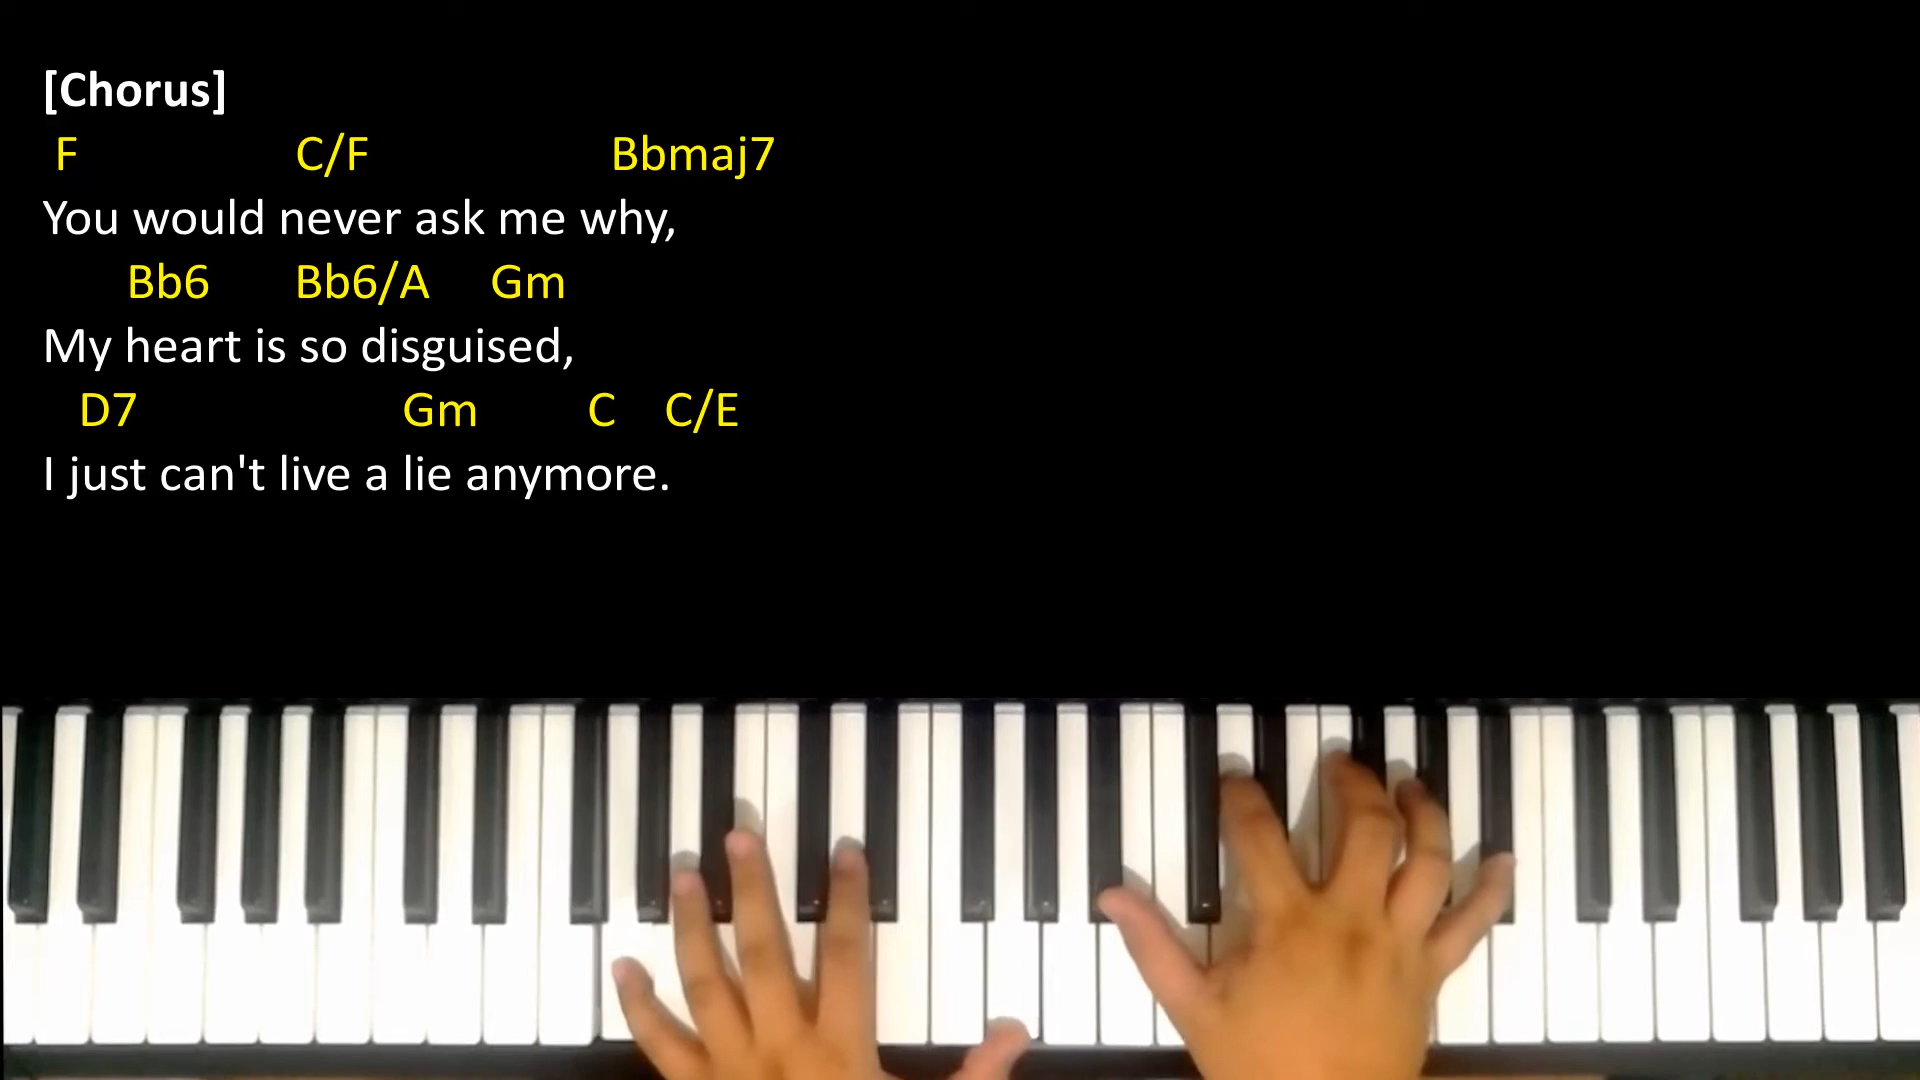 [Chorus]
F C/F Bbmaj7
You would never ask me why,
Bb6 Bb6/A Gm
My heart is so disguised,
D7 Gm C C/E
I just can't live a lie anymore.